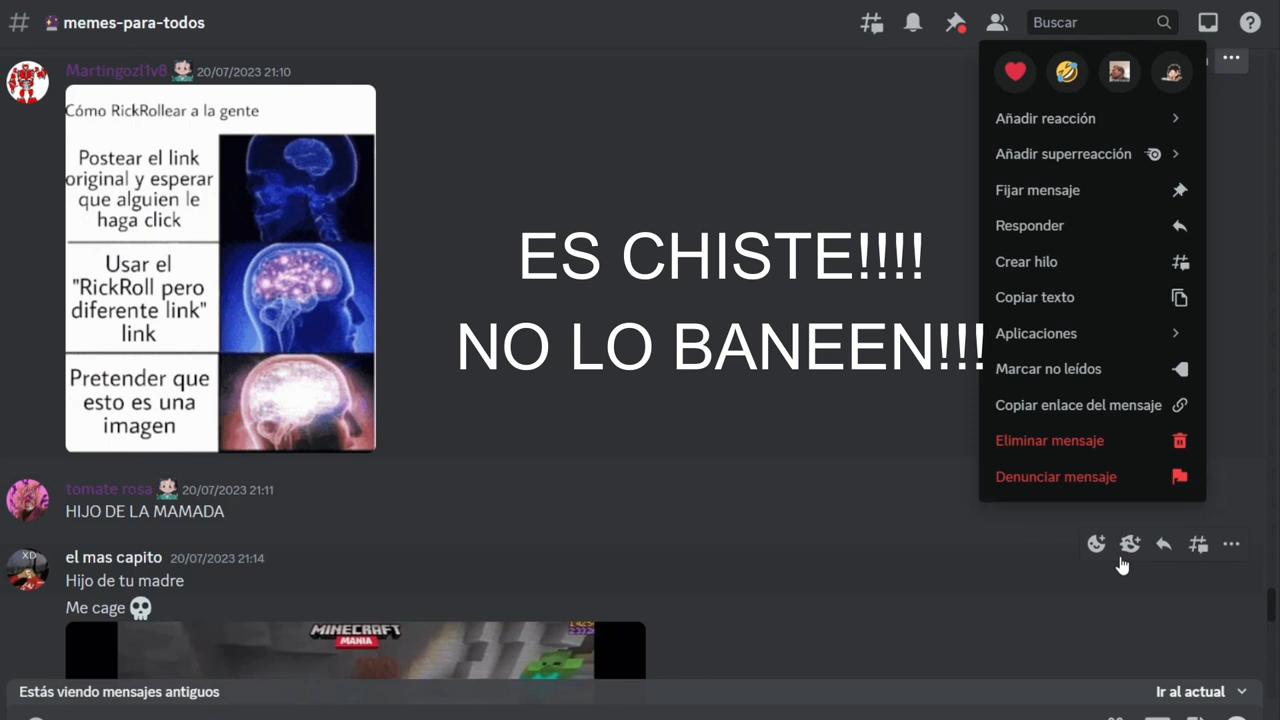 memes-para-todos
Buscar
Martingozl1v8 20/07/2023 21:10
Cómo RickRollear a la gente
Postear el link
original y esperar
que alguien le
haga click
Usar el
"RickRoll pero
diferente link"
link
Pretender que
esto es una
imagen
ES CHISTE!!!!
NO LO BANEEN!!!
Añadir reacción
Añadir superreacción
Fijar mensaje
Responder
Crear hilo
Copiar texto
Aplicaciones
Marcar no leídos
Copiar enlace del mensaje
Eliminar mensaje
Denunciar mensaje
tomate rosa 20/07/2023 21:11
HIJO DE LA MAMADA
XD
el mas capito 20/07/2023 21:14
Hijo de tu madre
Me cage 💀
MINECRAFT
MANIA
Estás viendo mensajes antiguos
Ir al actual